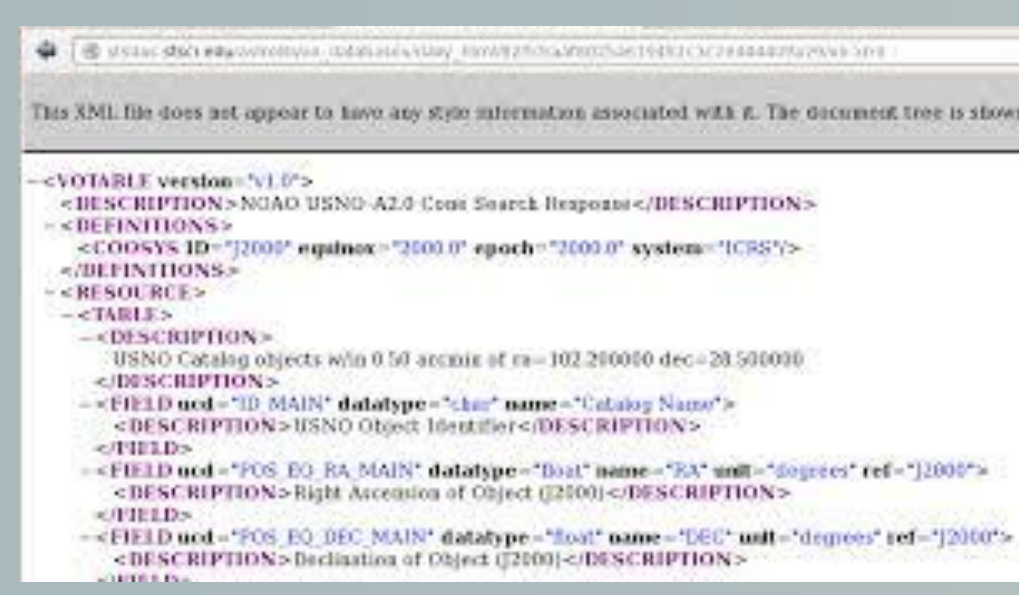 stsci.edu
This XML file does not appear to have any style information associated with it. The document tree is shown
-<VOTABLE version="v1.0">
<DESCRIPTION>NOAO USNO-A2.0 Cone Search Response</DESCRIPTION>
-<DEFINITIONS>
<COOSYS ID="J2000" equinox="2000.0" epoch="2000.0" system="ICRS"/>
</DEFINITIONS>
-<RESOURCE>
-<TABLE>
-<DESCRIPTION>
USNO Catalog objects w/in 0.50 arcmin of ra=102.200000 dec=28.500000
</DESCRIPTION>
-<FIELD ucd="ID_MAIN" datatype="char" name="Catalog Name">
<DESCRIPTION>USNO Object Identifier</DESCRIPTION>
</FIELD>
-<FIELD ucd="POS_EQ_RA_MAIN" datatype="float" name="RA" unit="degrees" ref="J2000">
<DESCRIPTION>Right Ascension of Object (J2000)</DESCRIPTION>
</FIELD>
-<FIELD ucd="POS_EQ_DEC_MAIN" datatype="float" name="DEC" unit="degrees" ref="J2000">
<DESCRIPTION>Declination of Object (J2000)</DESCRIPTION>
</FIELD>